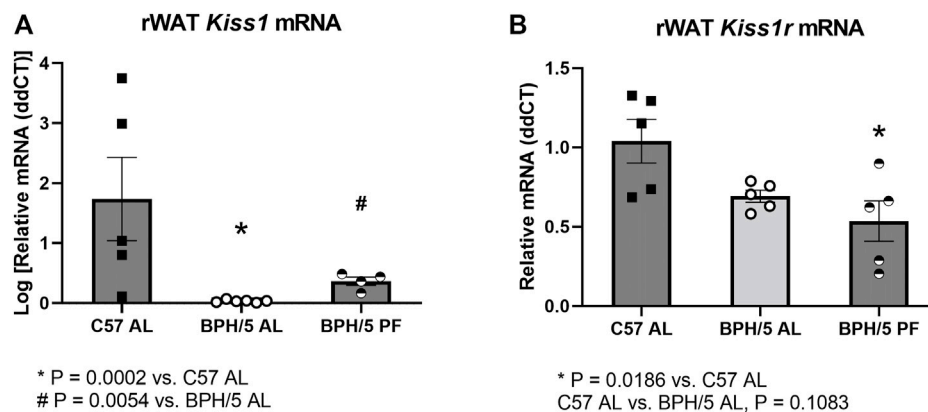 A
rWAT Kiss1 mRNA
Log [Relative mRNA (ddCT)]
4
3
2
1
0
*
#
C57 AL
BPH/5 AL
BPH/5 PF
* P = 0.0002 vs. C57 AL
# P = 0.0054 vs. BPH/5 AL
B
rWAT Kiss1r mRNA
Relative mRNA (ddCT)
1.5
1.0
0.5
0.0
*
C57 AL
BPH/5 AL
BPH/5 PF
* P = 0.0186 vs. C57 AL
C57 AL vs. BPH/5 AL, P = 0.1083